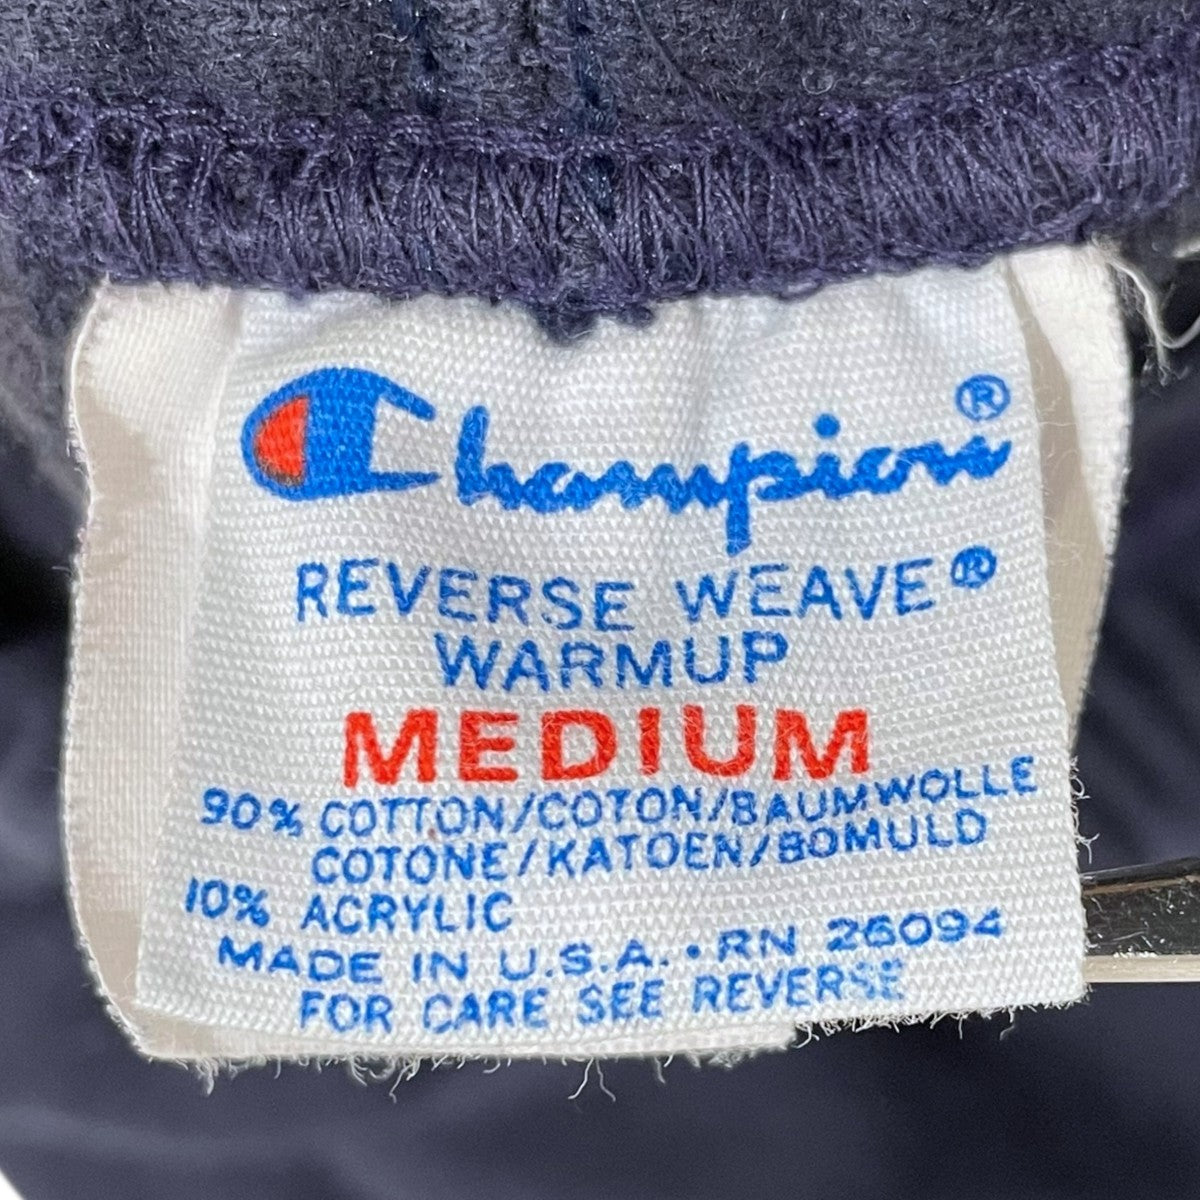 Champion®
REVERSE WEAVE®
WARMUP
MEDIUM
90% COTTON/COTON/BAUMWOLLE
COTONE/KATOEN/BOMULD
10% ACRYLIC
MADE IN U.S.A. • RN 26094
FOR CARE SEE REVERSE